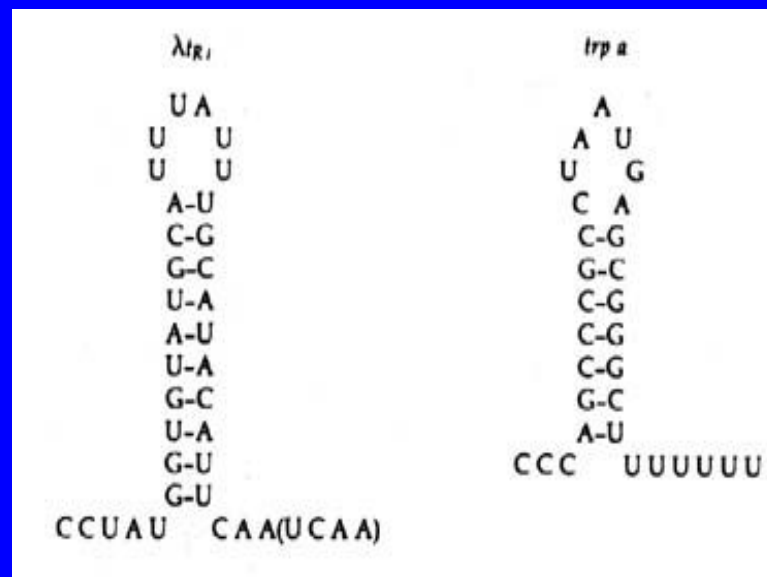 λtR1
U A
U U
U U
A-U
C-G
G-C
U-A
A-U
U-A
G-C
U-A
G-U
G-U
CCUAU CAA(UCAA)
trp a
A
A U
U G
C A
C-G
G-C
C-G
C-G
C-G
G-C
A-U
CCC UUUUUU